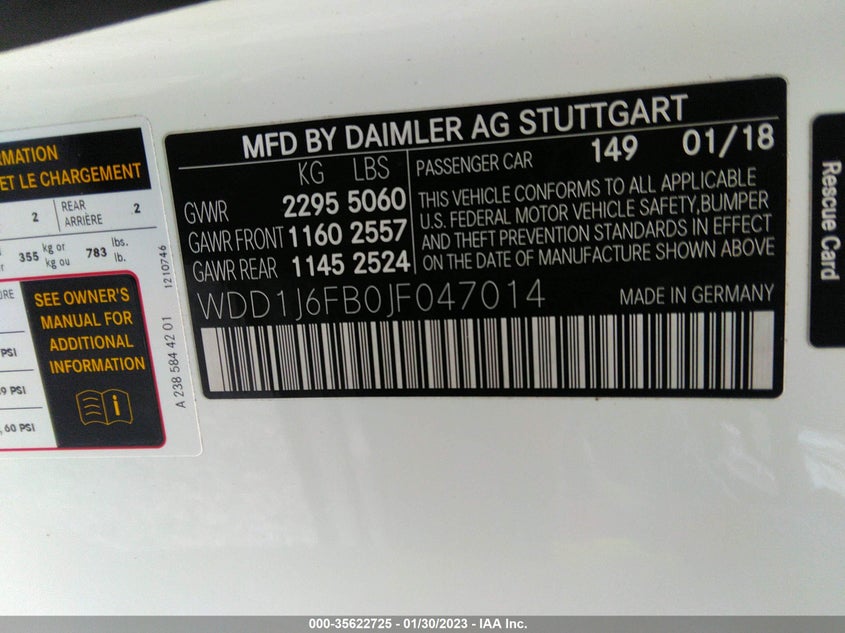 RMATION
ET LE CHARGEMENT
2 REAR ARRIÈRE 2
355 kg or kg ou 783 lbs. lb.
1210746
SEE OWNER'S
MANUAL FOR
ADDITIONAL
INFORMATION
i
PSI
9 PSI
, 60 PSI
A 238 584 42 01
MFD BY DAIMLER AG STUTTGART
KG LBS
GVWR 2295 5060
GAWR FRONT 1160 2557
GAWR REAR 1145 2524
PASSENGER CAR 149 01/18
THIS VEHICLE CONFORMS TO ALL APPLICABLE
U.S. FEDERAL MOTOR VEHICLE SAFETY,BUMPER
AND THEFT PREVENTION STANDARDS IN EFFECT
ON THE DATE OF MANUFACTURE SHOWN ABOVE
WDD1J6FB0JF047014 MADE IN GERMANY
Rescue Card
000-35622725 - 01/30/2023 - IAA Inc.